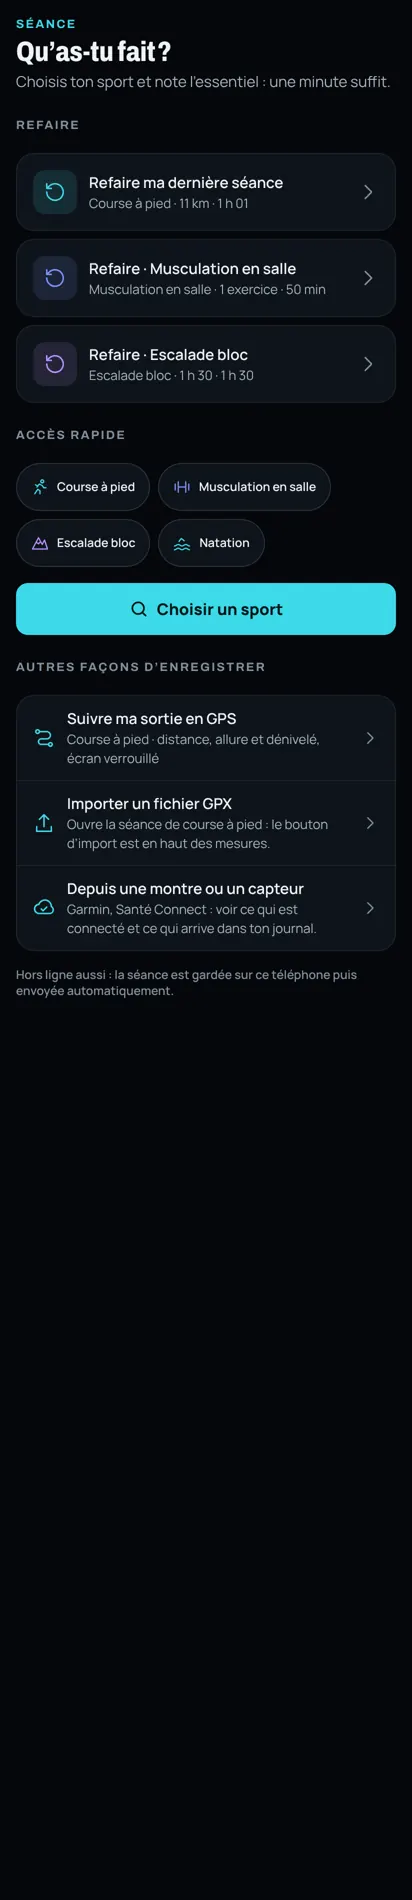 SÉANCE
Qu’as-tu fait ?
Choisis ton sport et note l’essentiel : une minute suffit.
REFAIRE
Refaire ma dernière séance
Course à pied · 11 km · 1 h 01
Refaire · Musculation en salle
Musculation en salle · 1 exercice · 50 min
Refaire · Escalade bloc
Escalade bloc · 1 h 30 · 1 h 30
ACCÈS RAPIDE
Course à pied
Musculation en salle
Escalade bloc
Natation
Choisir un sport
AUTRES FAÇONS D’ENREGISTRER
Suivre ma sortie en GPS
Course à pied · distance, allure et dénivelé,
écran verrouillé
Importer un fichier GPX
Ouvre la séance de course à pied : le bouton
d’import est en haut des mesures.
Depuis une montre ou un capteur
Garmin, Santé Connect : voir ce qui est
connecté et ce qui arrive dans ton journal.
Hors ligne aussi : la séance est gardée sur ce téléphone puis
envoyée automatiquement.